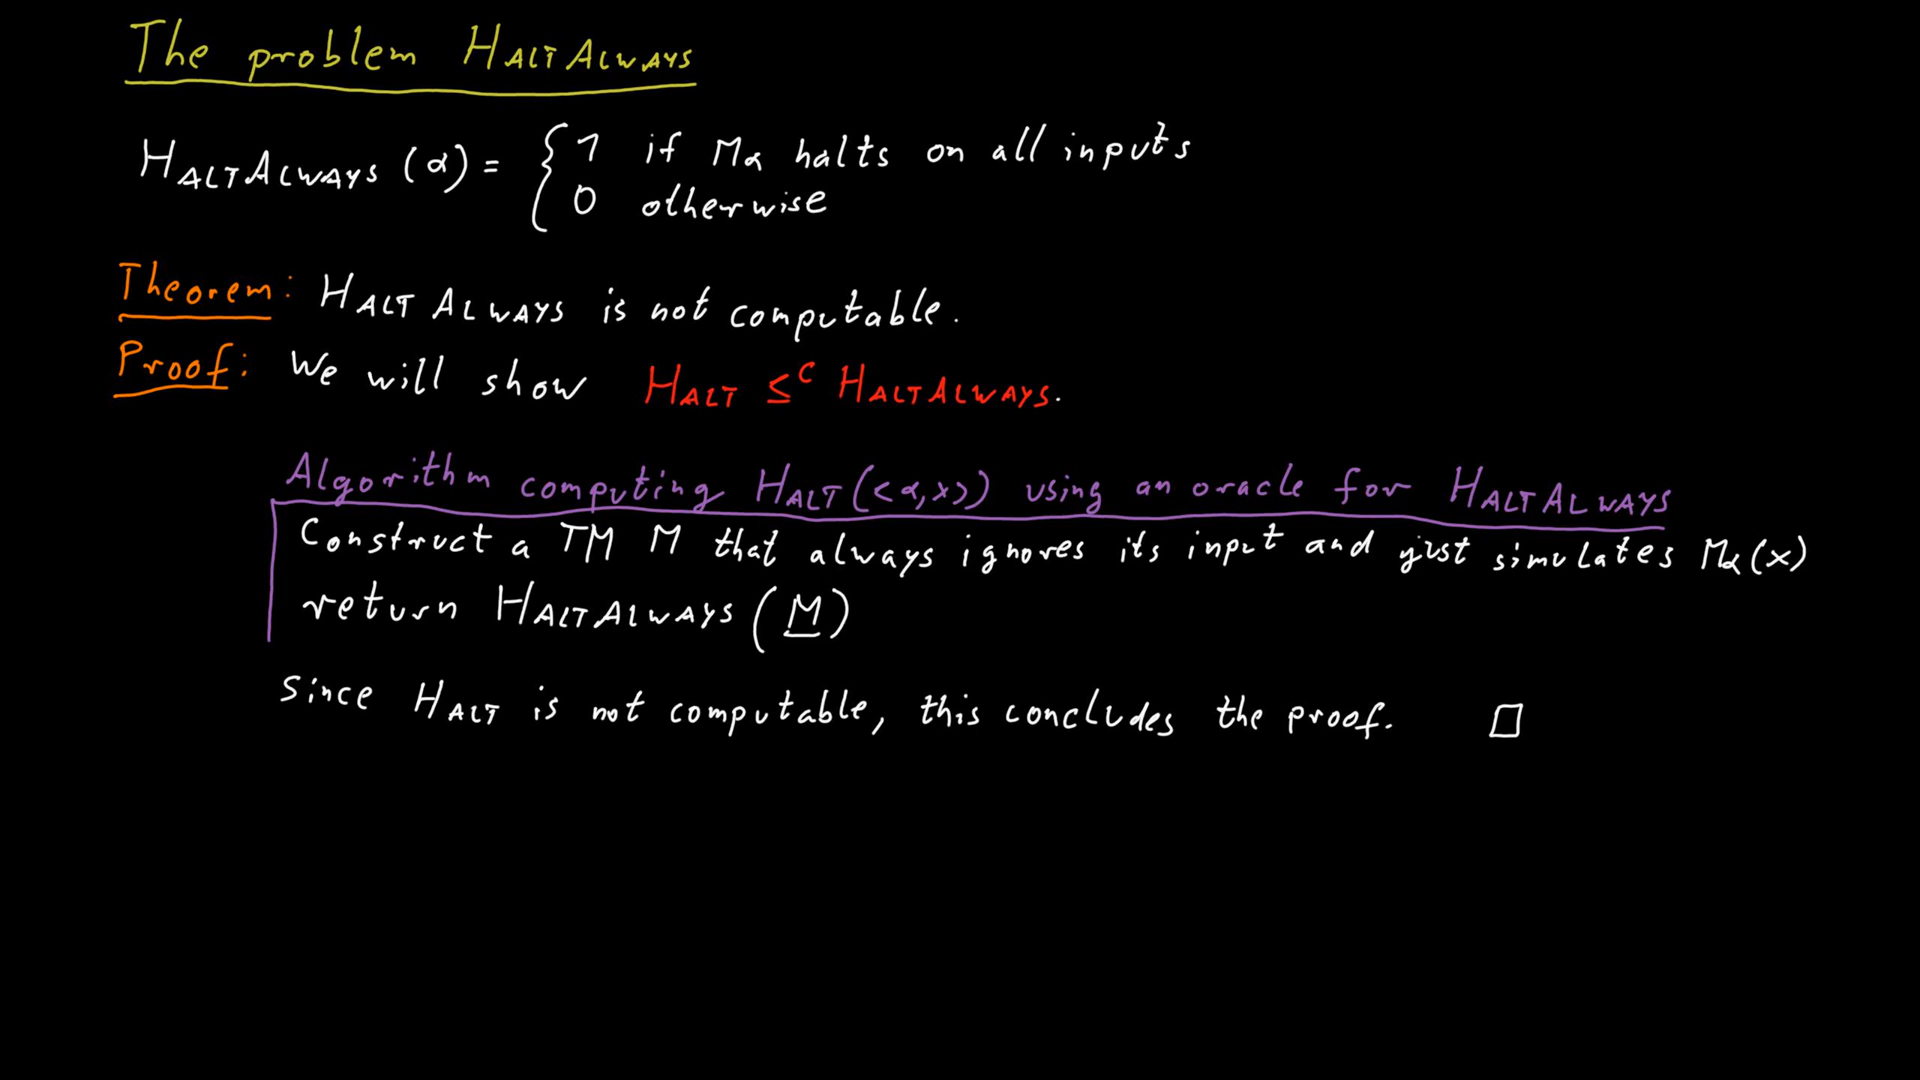 The problem HALTALWAYS
HALTALWAYS (α) = { 1 if Mα halts on all inputs
0 otherwise
Theorem: HALTALWAYS is not computable.
Proof: We will show HALT ≤ᶜ HALTALWAYS.
Algorithm computing HALT(<α,x>) using an oracle for HALTALWAYS
Construct a TM M that always ignores its input and just simulates Mα(x)
return HALTALWAYS (M)
Since HALT is not computable, this concludes the proof. □